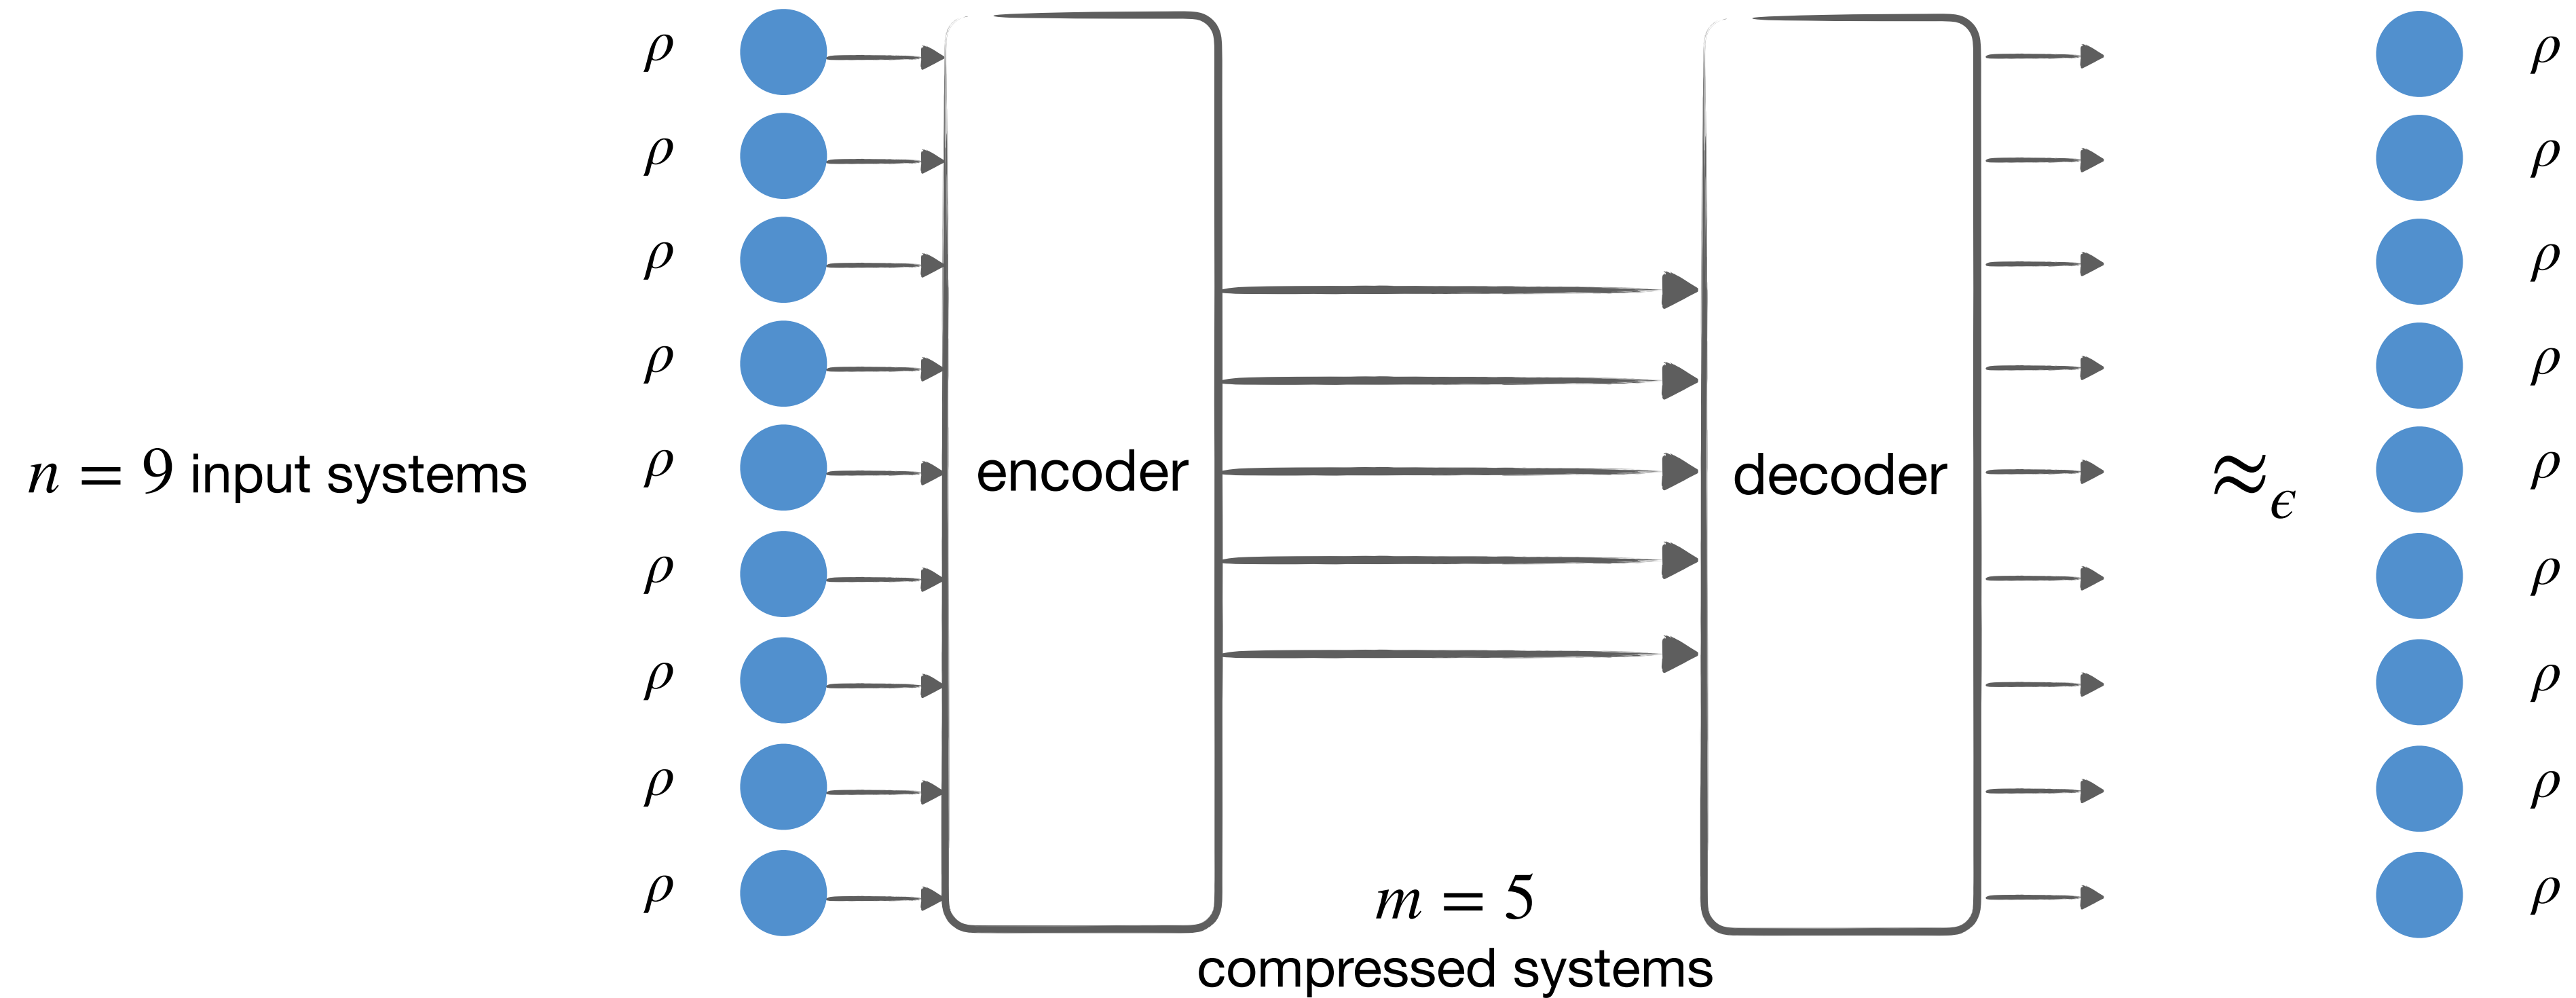 ρ ρ
ρ ρ
ρ ρ
ρ ρ
n = 9 input systems ρ encoder decoder ≈ϵ ρ
ρ ρ
ρ ρ
ρ ρ
ρ m = 5 ρ
compressed systems